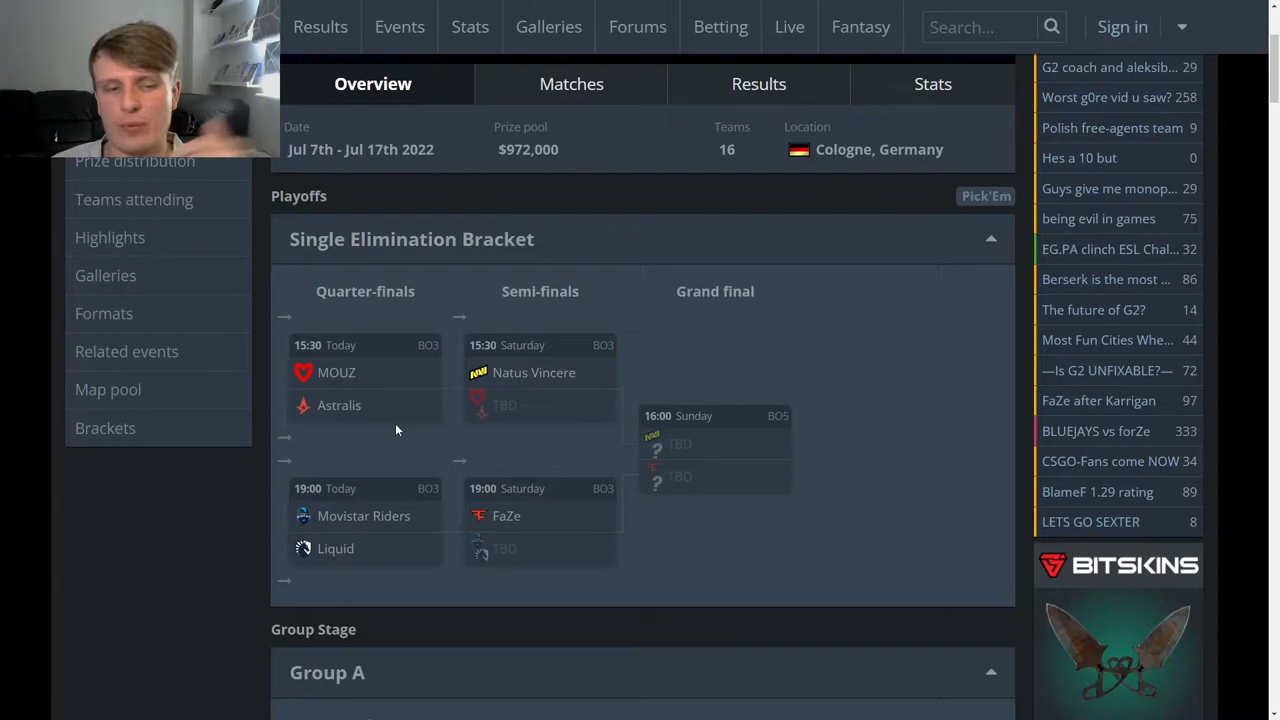 Results Events Stats Galleries Forums Betting Live Fantasy Search... Sign in
Overview Matches Results Stats
Date Prize pool Teams Location
Jul 7th - Jul 17th 2022 $972,000 16 Cologne, Germany
Prize distribution
Teams attending
Highlights
Galleries
Formats
Related events
Map pool
Brackets
Playoffs Pick'Em
Single Elimination Bracket
Quarter-finals Semi-finals Grand final
15:30 Today BO3
MOUZ
Astralis
19:00 Today BO3
Movistar Riders
Liquid
15:30 Saturday BO3
Natus Vincere
TBD
19:00 Saturday BO3
FaZe
TBD
16:00 Sunday BO5
TBD
TBD
Group Stage
Group A
G2 coach and aleksib... 29
Worst g0re vid u saw? 258
Polish free-agents team 9
Hes a 10 but 0
Guys give me monop... 29
being evil in games 75
EG.PA clinch ESL Chal... 32
Berserk is the most ... 86
The future of G2? 14
Most Fun Cities Whe... 44
—Is G2 UNFIXABLE?— 72
FaZe after Karrigan 97
BLUEJAYS vs forZe 333
CSGO-Fans come NOW 34
BlameF 1.29 rating 89
LETS GO SEXTER 8
BITSKINS